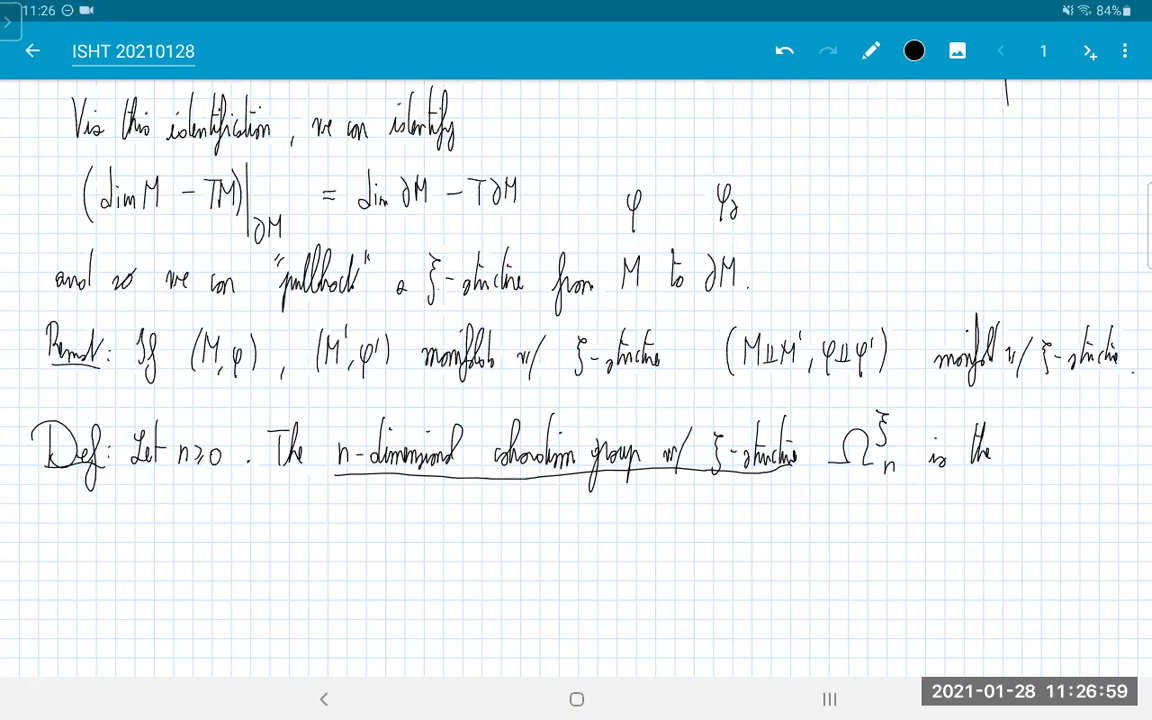 11:26 84%
ISHT 20210128 1
Via this identification, we can identify
(dim M - TM)|∂M = dim ∂M - T∂M φ φ∂
and so we can "pullback" a ξ-structure from M to ∂M.
Remark: If (M, φ), (M', φ') manifolds w/ ξ-structure (M⨿M', φ⨿φ') manifold w/ ξ-structure.
Def: Let n≥0. The n-dimensional cobordism group w/ ξ-structure Ω_n^ξ is the
2021-01-28 11:26:59